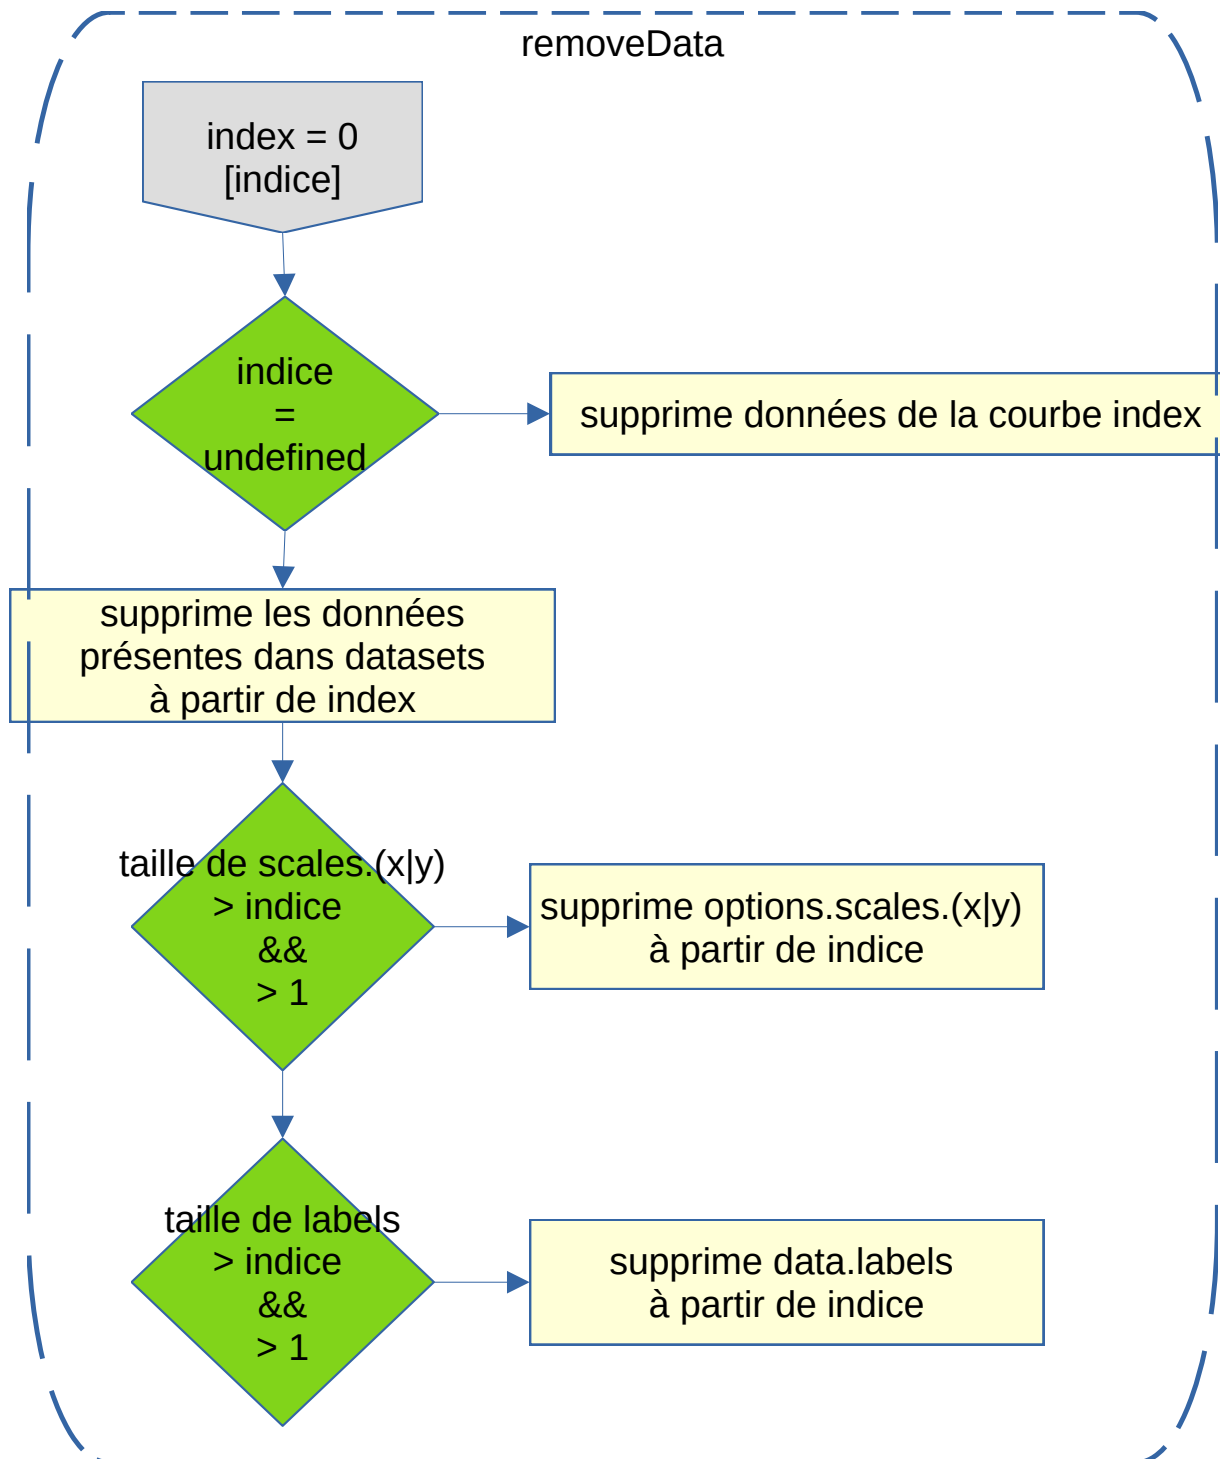 removeData
index = 0
[indice]
indice
=
undefined
supprime données de la courbe index
supprime les données
présentes dans datasets
à partir de index
taille de scales.(x|y)
> indice
&&
> 1
supprime options.scales.(x|y)
à partir de indice
taille de labels
> indice
&&
> 1
supprime data.labels
à partir de indice